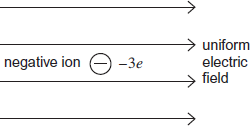 uniform
negative ion − −3e electric
field